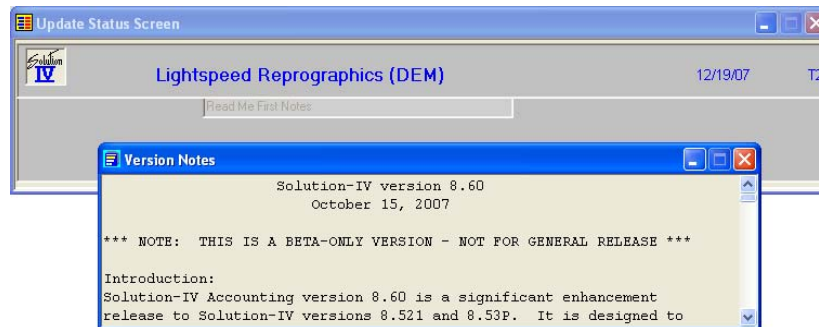 Update Status Screen
Solution
IV
Lightspeed Reprographics (DEM)
12/19/07
T2
Read Me First Notes
Version Notes
Solution-IV version 8.60
October 15, 2007
*** NOTE: THIS IS A BETA-ONLY VERSION - NOT FOR GENERAL RELEASE ***
Introduction:
Solution-IV Accounting version 8.60 is a significant enhancement
release to Solution-IV versions 8.521 and 8.53P. It is designed to